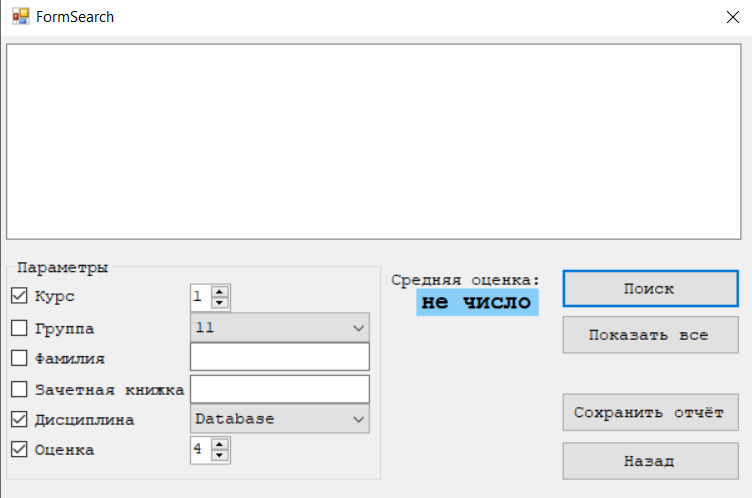 FormSearch
Параметры
Курс 1
Группа 11
Фамилия
Зачетная книжка
Дисциплина Database
Оценка 4
Средняя оценка:
не число
Поиск
Показать все
Сохранить отчёт
Назад